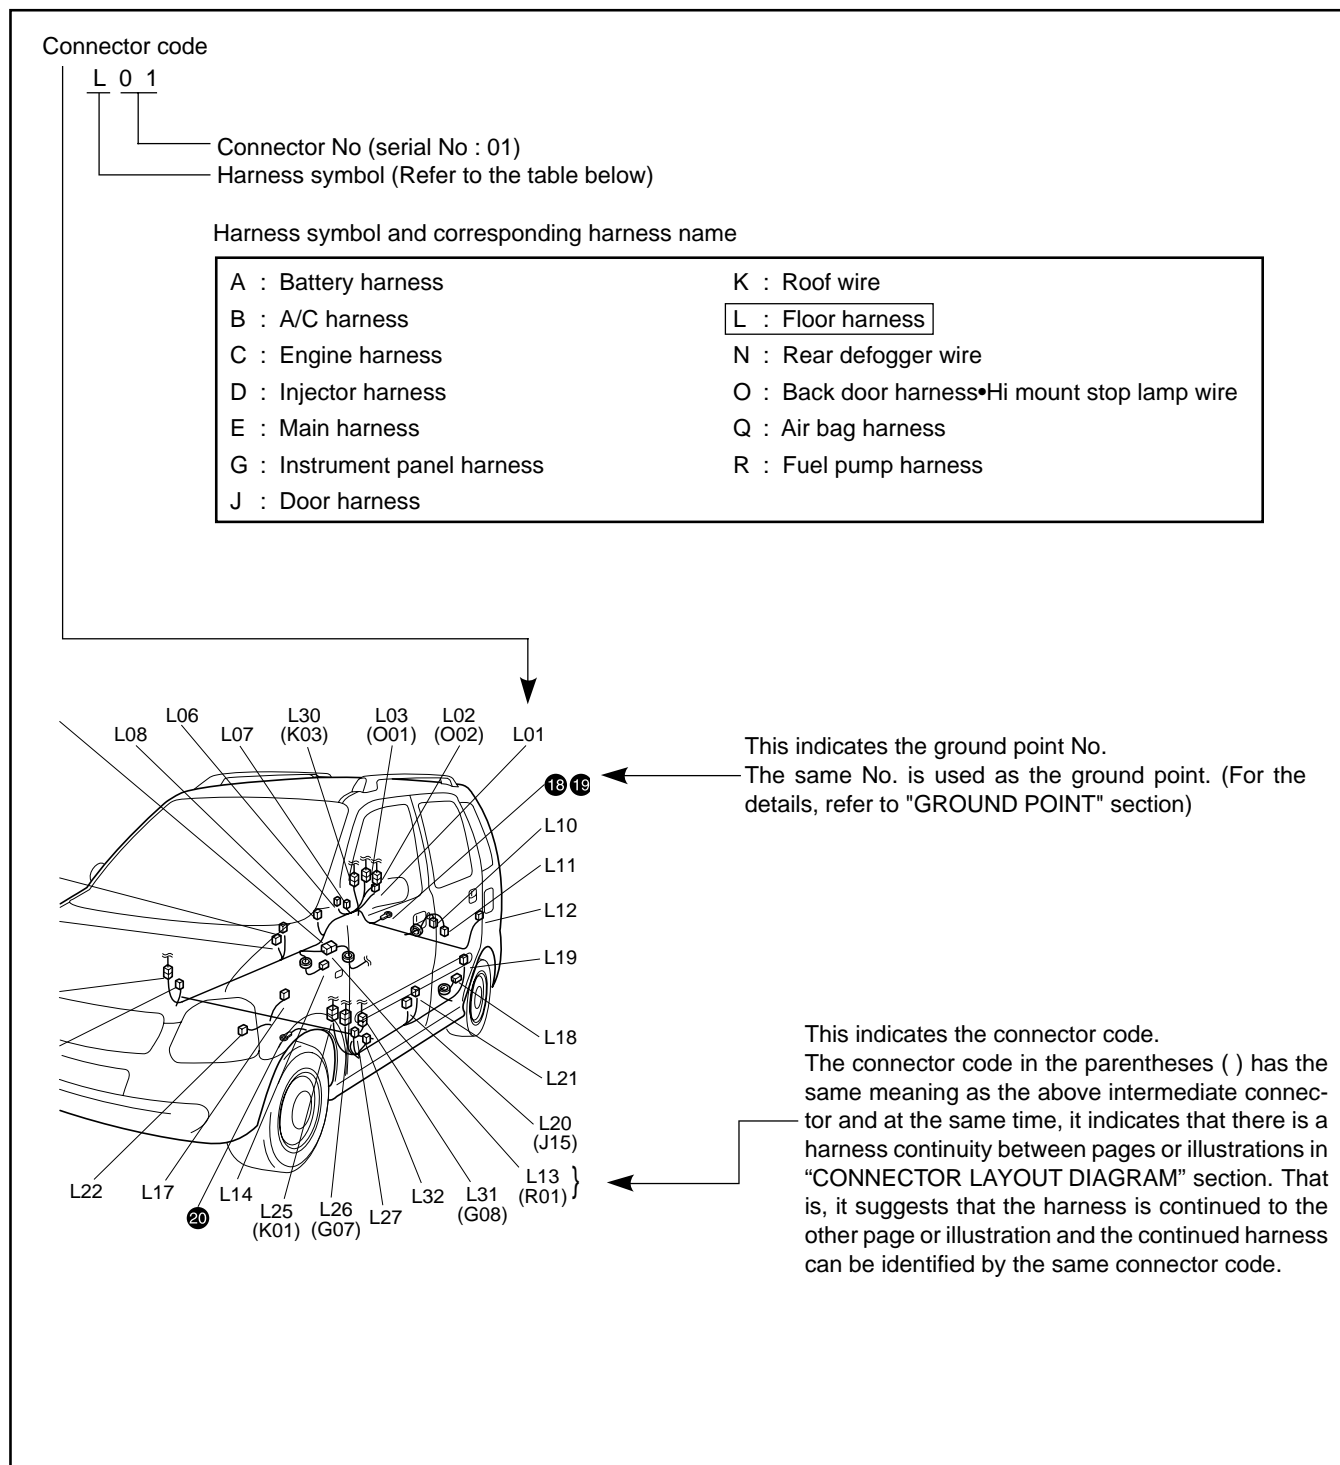 Connector code
L 0 1
Connector No (serial No : 01)
Harness symbol (Refer to the table below)
Harness symbol and corresponding harness name
A : Battery harness
B : A/C harness
C : Engine harness
D : Injector harness
E : Main harness
G : Instrument panel harness
J : Door harness
K : Roof wire
L : Floor harness
N : Rear defogger wire
O : Back door harness•Hi mount stop lamp wire
Q : Air bag harness
R : Fuel pump harness
L08
L06
L07
L30
(K03)
L03
(O01)
L02
(O02)
L01
18 19
L10
L11
L12
L19
L18
L21
L20
(J15)
L13
(R01)
L31
(G08)
L32
L27
L26
(G07)
L25
(K01)
L14
20
L17
L22
This indicates the ground point No.
The same No. is used as the ground point. (For the
details, refer to "GROUND POINT" section)
This indicates the connector code.
The connector code in the parentheses ( ) has the
same meaning as the above intermediate connec-
tor and at the same time, it indicates that there is a
harness continuity between pages or illustrations in
“CONNECTOR LAYOUT DIAGRAM” section. That
is, it suggests that the harness is continued to the
other page or illustration and the continued harness
can be identified by the same connector code.